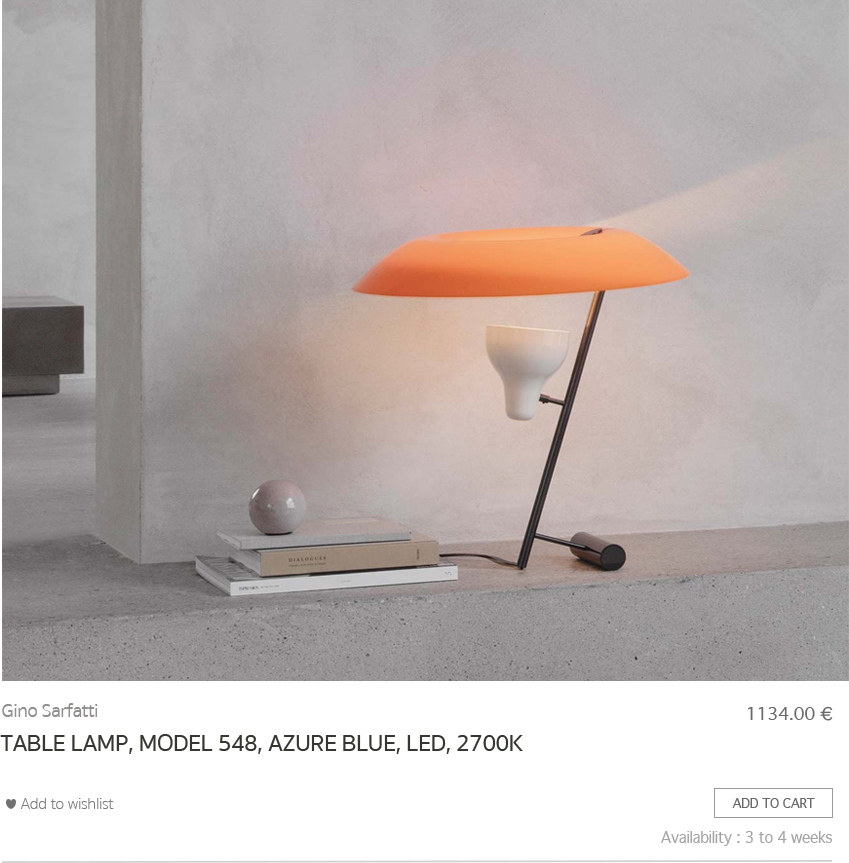 DIALOGUES
Gino Sarfatti
1134.00 €
TABLE LAMP, MODEL 548, AZURE BLUE, LED, 2700K
Add to wishlist
ADD TO CART
Availability : 3 to 4 weeks